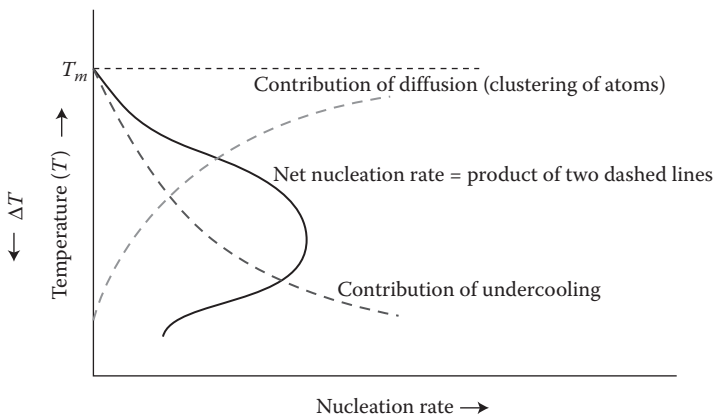 T_m
Contribution of diffusion (clustering of atoms)
Net nucleation rate = product of two dashed lines
Contribution of undercooling
← ΔT
Temperature (T) →
Nucleation rate →